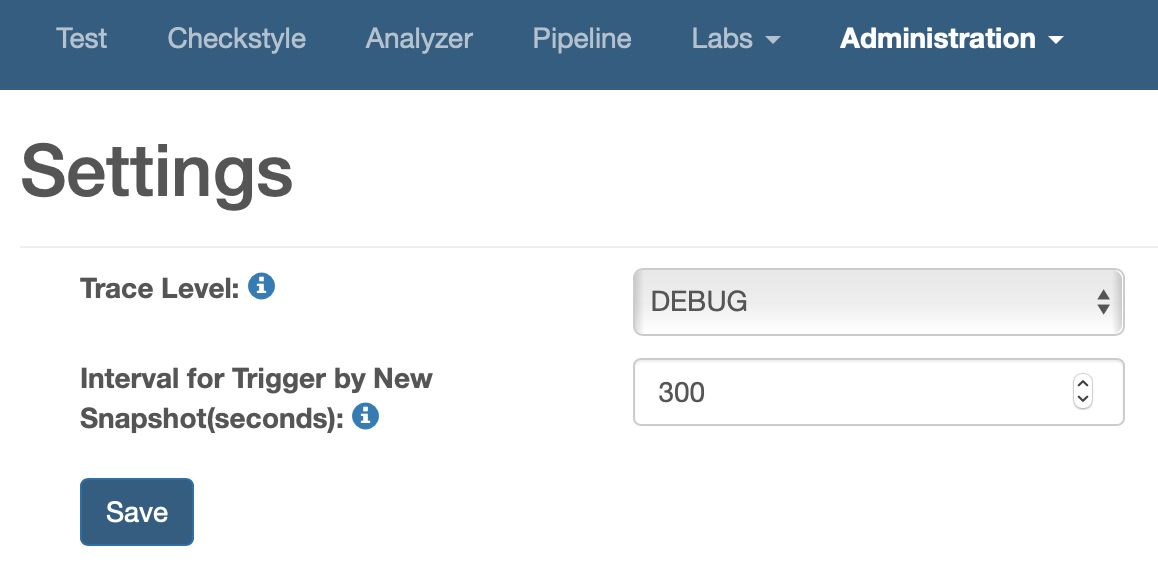 Test Checkstyle Analyzer Pipeline Labs Administration
Settings
Trace Level: DEBUG
Interval for Trigger by New
Snapshot(seconds): 300
Save